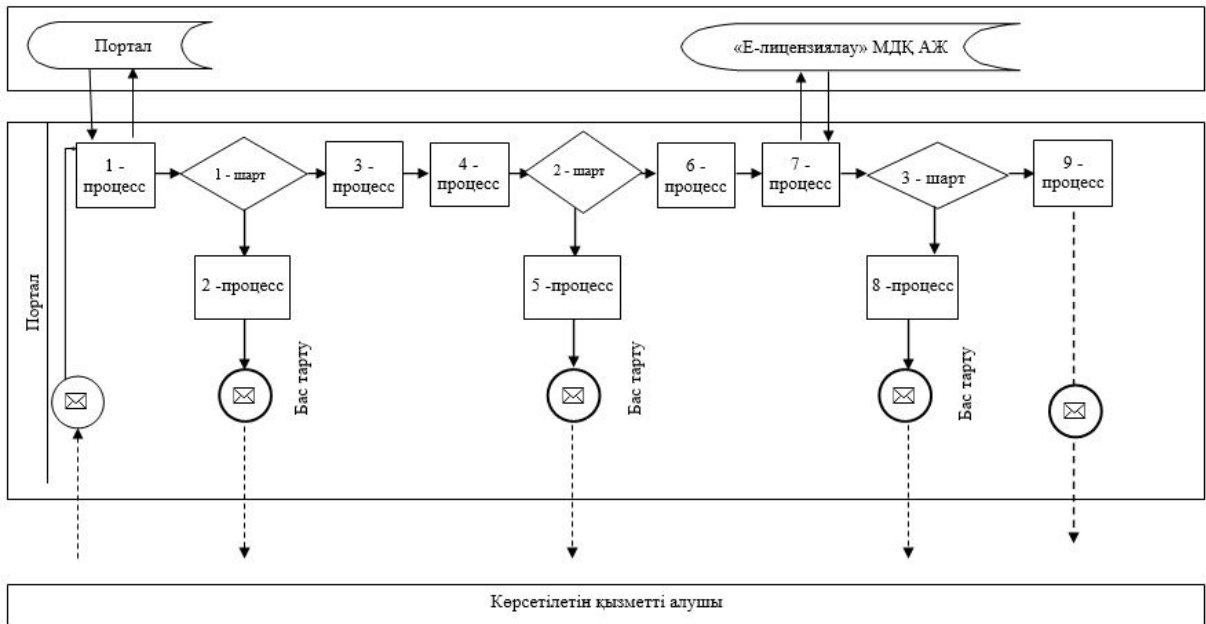 Портал
«Е-лицензиялау» МДҚ АЖ
Портал
1 -
процесс
1 - шарт
3 -
процесс
4 -
процесс
2 - шарт
6 -
процесс
7 -
процесс
3 - шарт
9 -
процесс
2 -процесс
5 -процесс
8 -процесс
Бас тарту
Бас тарту
Бас тарту
Көрсетілетін қызметті алушы